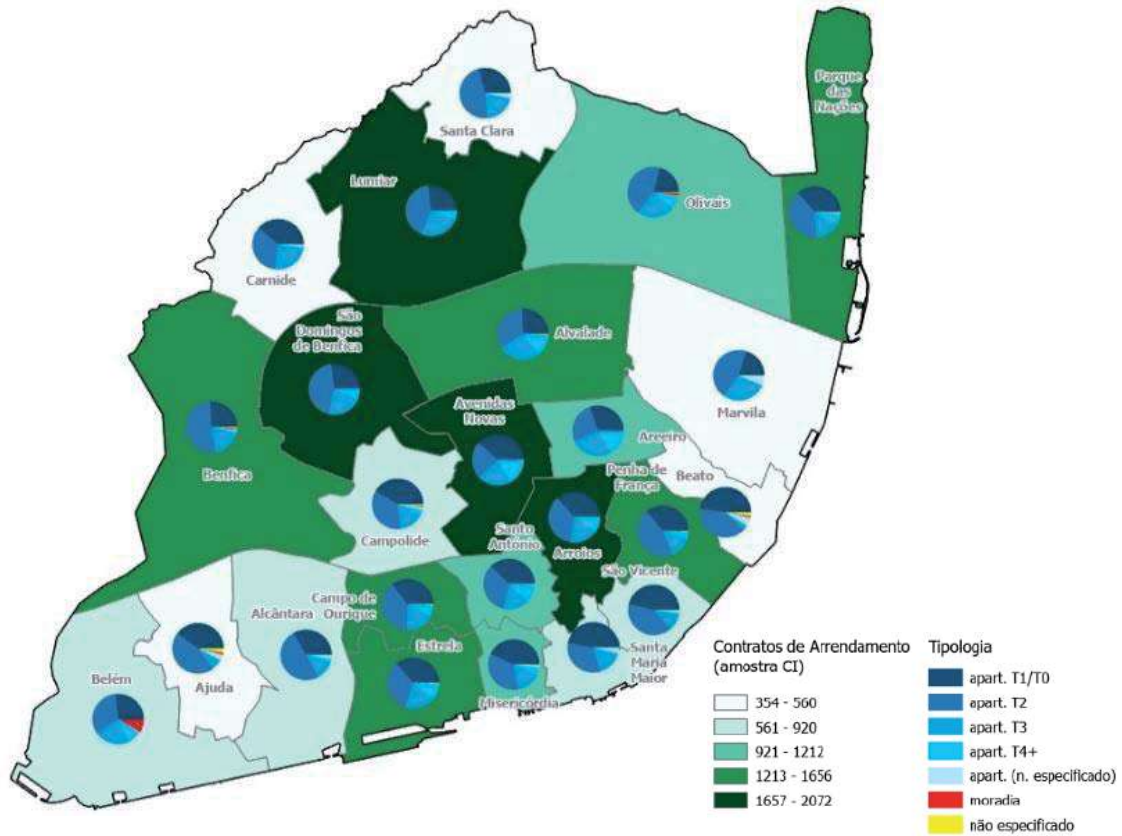 Parque
das
Nações
Santa Clara
Lumiar
Olivais
Carnide
São
Domingos
de Benfica
Alvalade
Marvila
Avenidas
Novas
Areeiro
Benfica
Penha de
França
Beato
Campolide
Santo
António
Arroios
São Vicente
Alcântara
Campo de
Ourique
Estrela
Santa
Maria
Maior
Belém
Ajuda
Misericórdia
Contratos de Arrendamento
(amostra CI)
354 - 560
561 - 920
921 - 1212
1213 - 1656
1657 - 2072
Tipologia
apart. T1/T0
apart. T2
apart. T3
apart. T4+
apart. (n. especificado)
moradia
não especificado